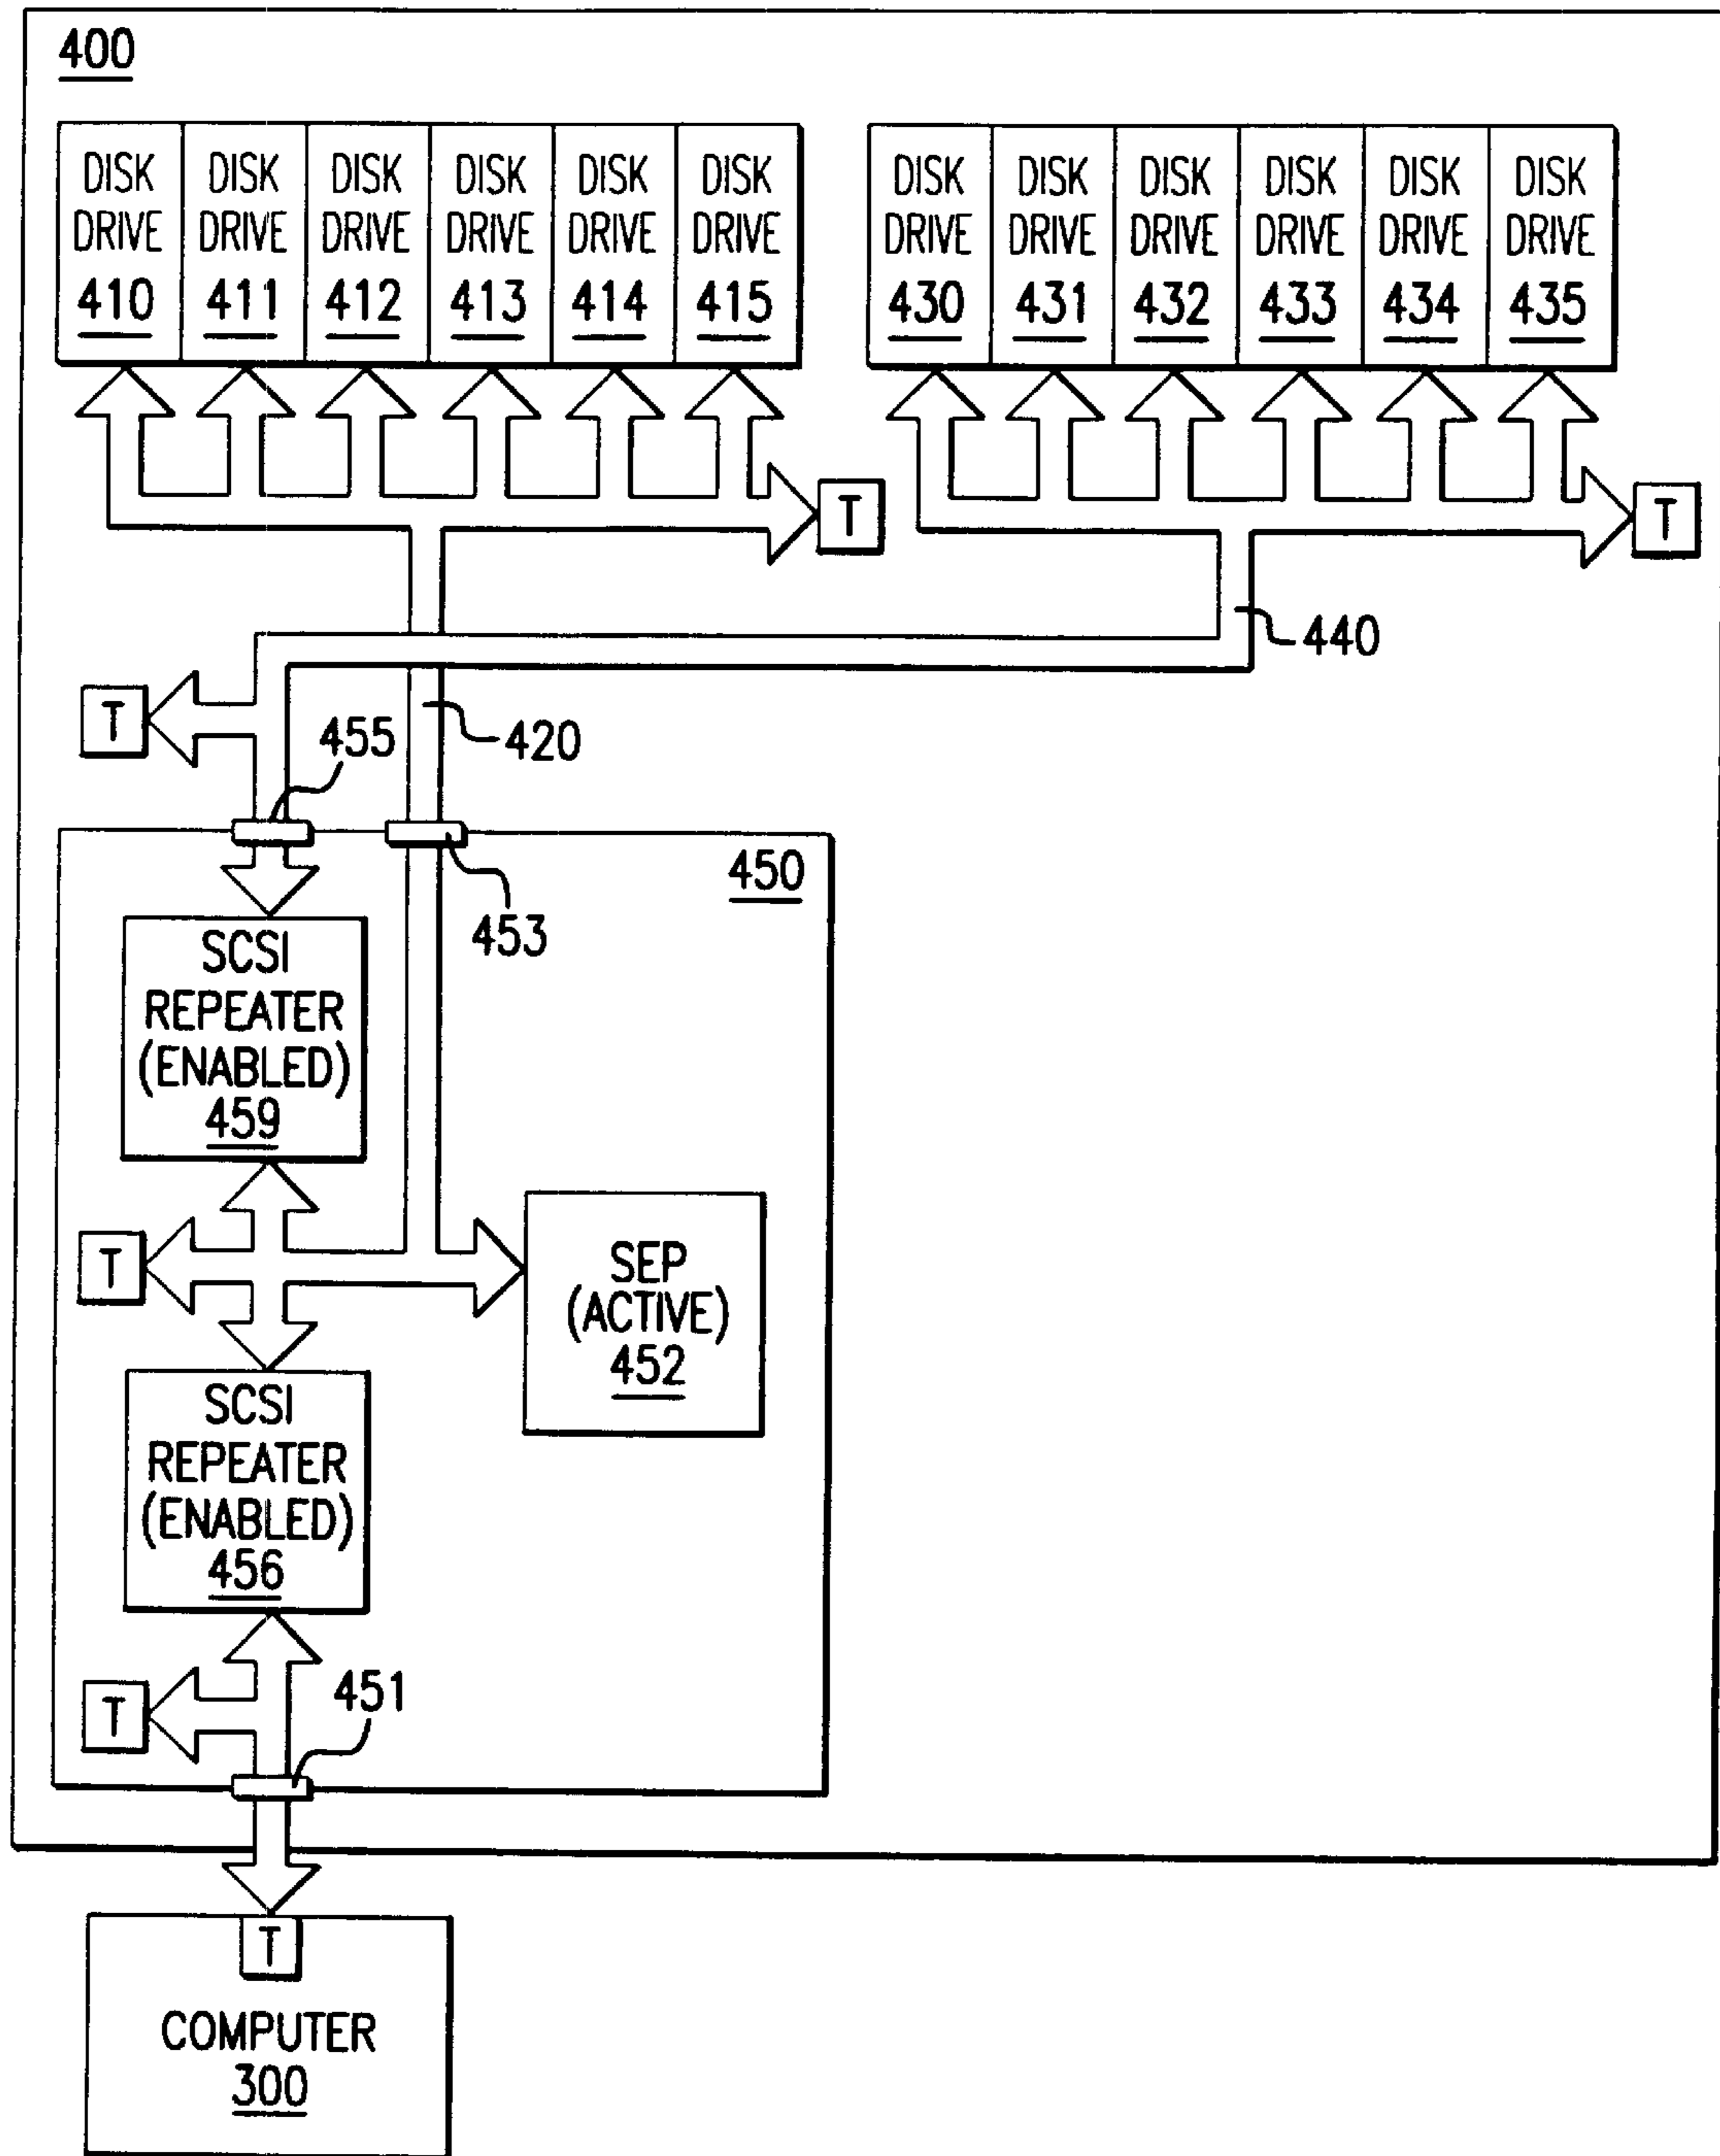 400
DISK DRIVE 410
DISK DRIVE 411
DISK DRIVE 412
DISK DRIVE 413
DISK DRIVE 414
DISK DRIVE 415
DISK DRIVE 430
DISK DRIVE 431
DISK DRIVE 432
DISK DRIVE 433
DISK DRIVE 434
DISK DRIVE 435
T
T
440
T
455
420
450
453
SCSI
REPEATER
(ENABLED)
459
T
SEP
(ACTIVE)
452
SCSI
REPEATER
(ENABLED)
456
T
451
T
COMPUTER
300